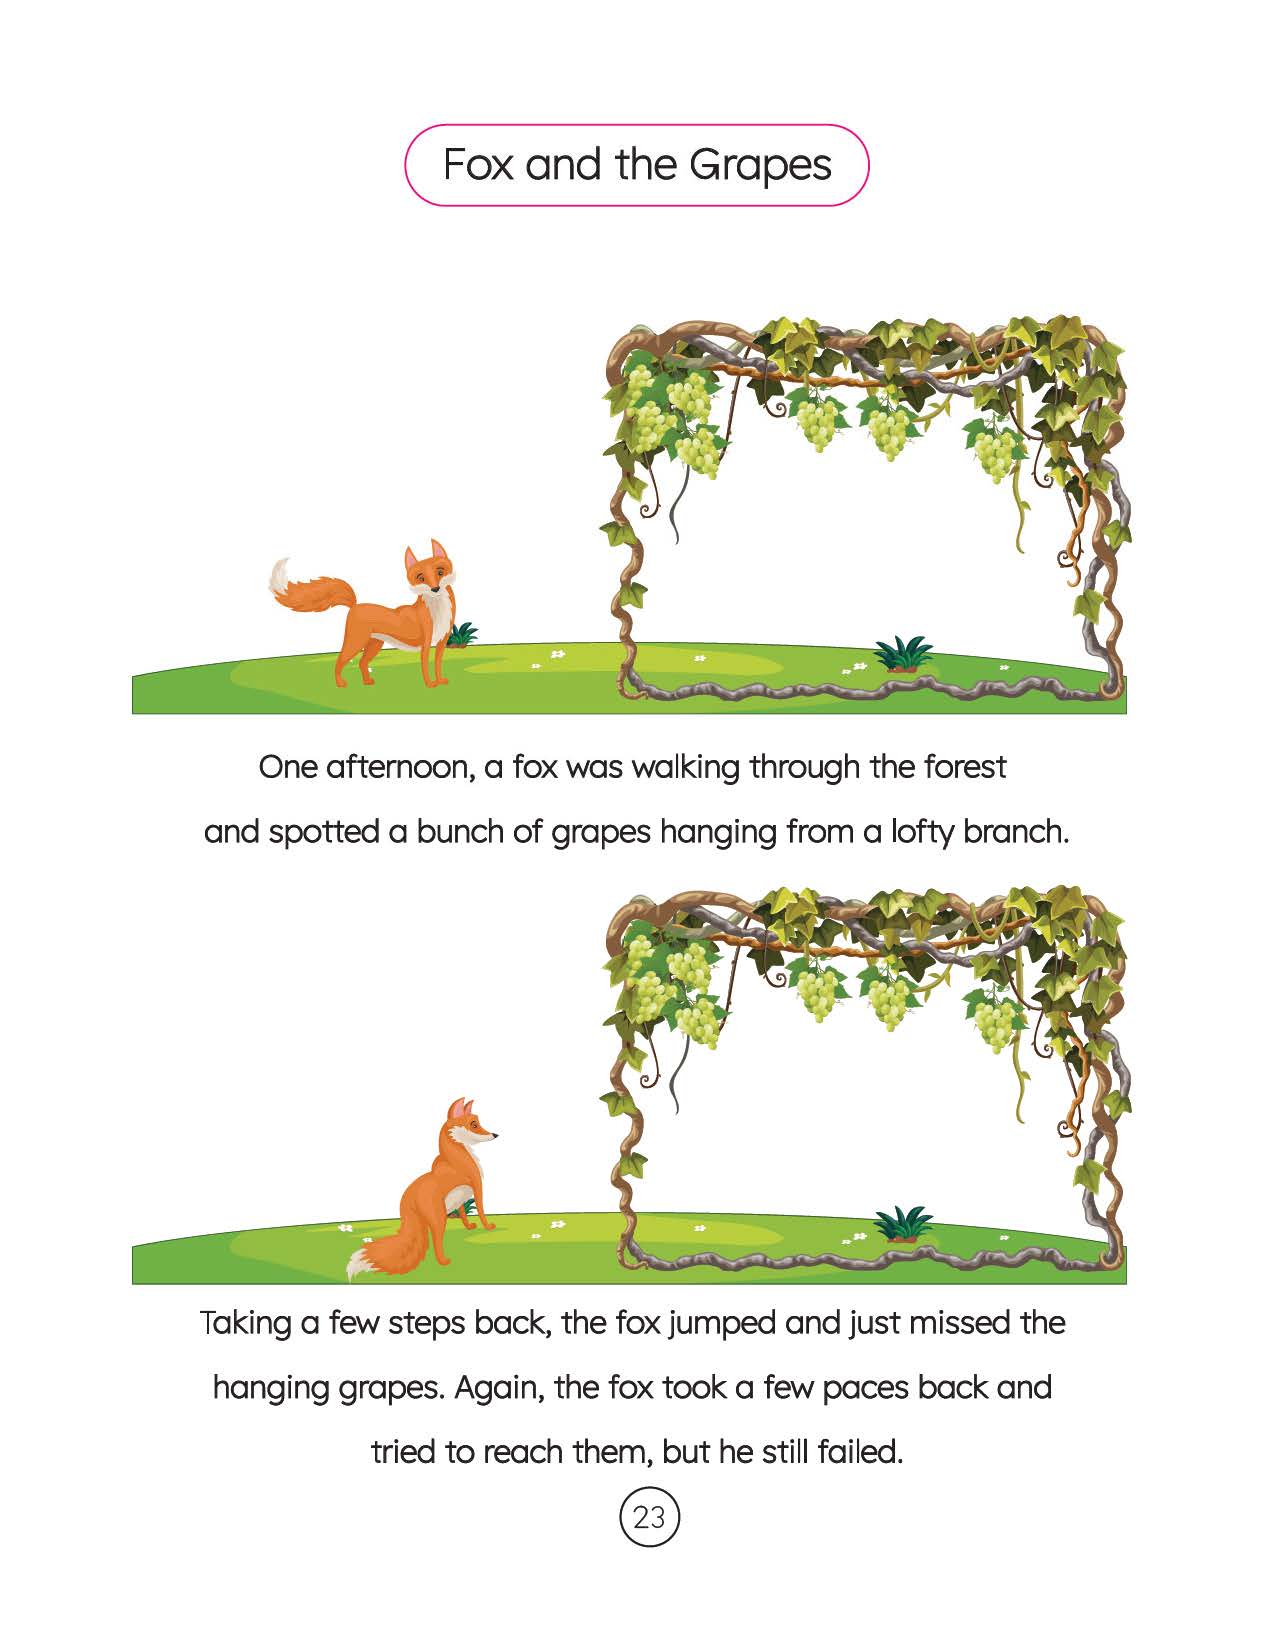 Fox and the Grapes
One afternoon, a fox was walking through the forest
and spotted a bunch of grapes hanging from a lofty branch.
Taking a few steps back, the fox jumped and just missed the
hanging grapes. Again, the fox took a few paces back and
tried to reach them, but he still failed.
23